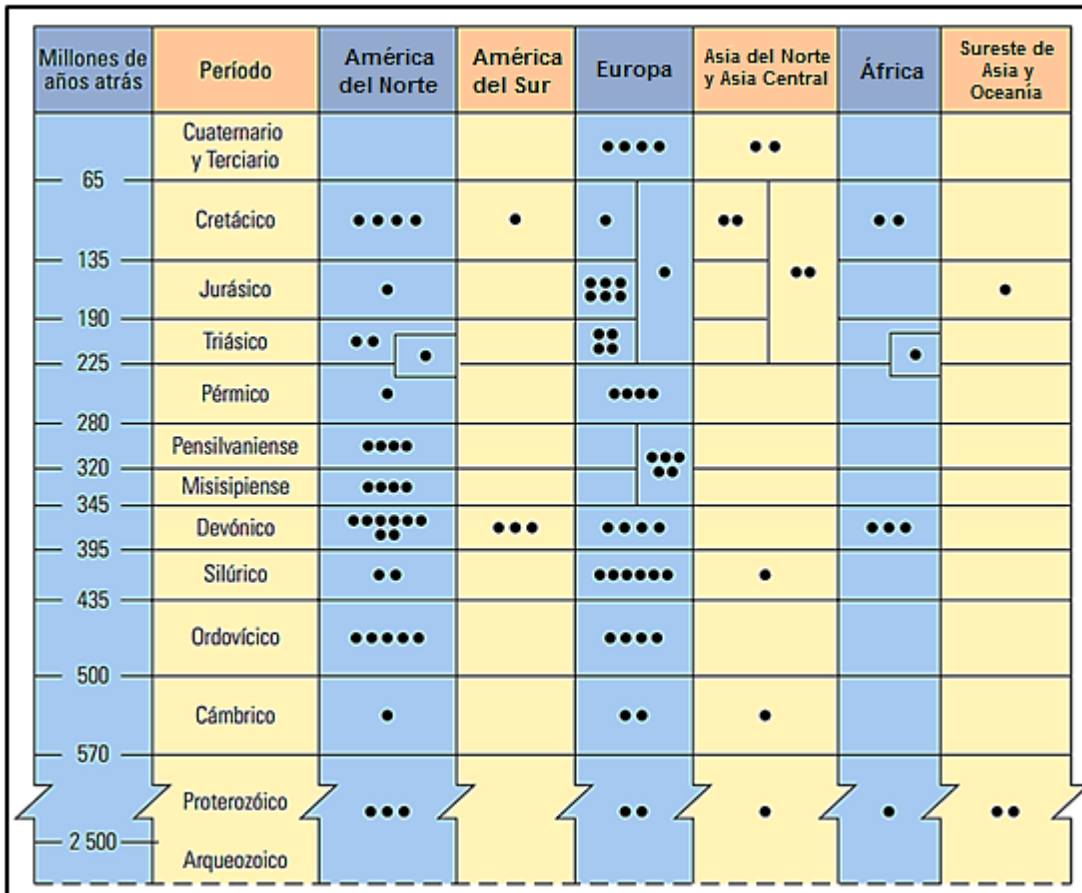 Millones de
años atrás
Período
América
del Norte
América
del Sur
Europa
Asia del Norte
y Asia Central
África
Sureste de
Asia y
Oceanía
Cuaternario
y Terciario
65
Cretácico
135
Jurásico
190
Triásico
225
Pérmico
280
Pensilvaniense
320
Misisipiense
345
Devónico
395
Silúrico
435
Ordovícico
500
Cámbrico
570
Proterozóico
2 500
Arqueozoico